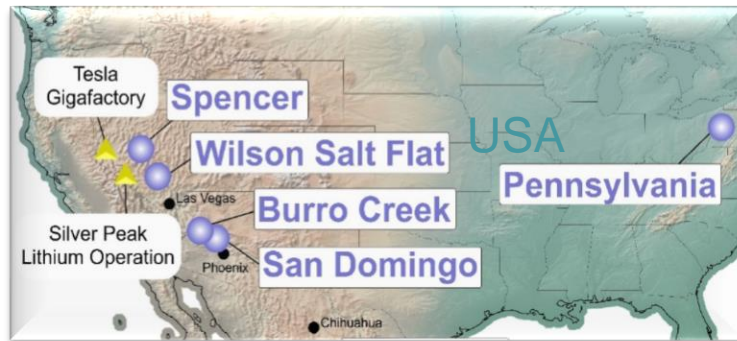 Tesla
Gigafactory
Spencer
USA
Wilson Salt Flat
Pennsylvania
Las Vegas
Burro Creek
Silver Peak
Lithium Operation
San Domingo
Phoenix
Chihuahua